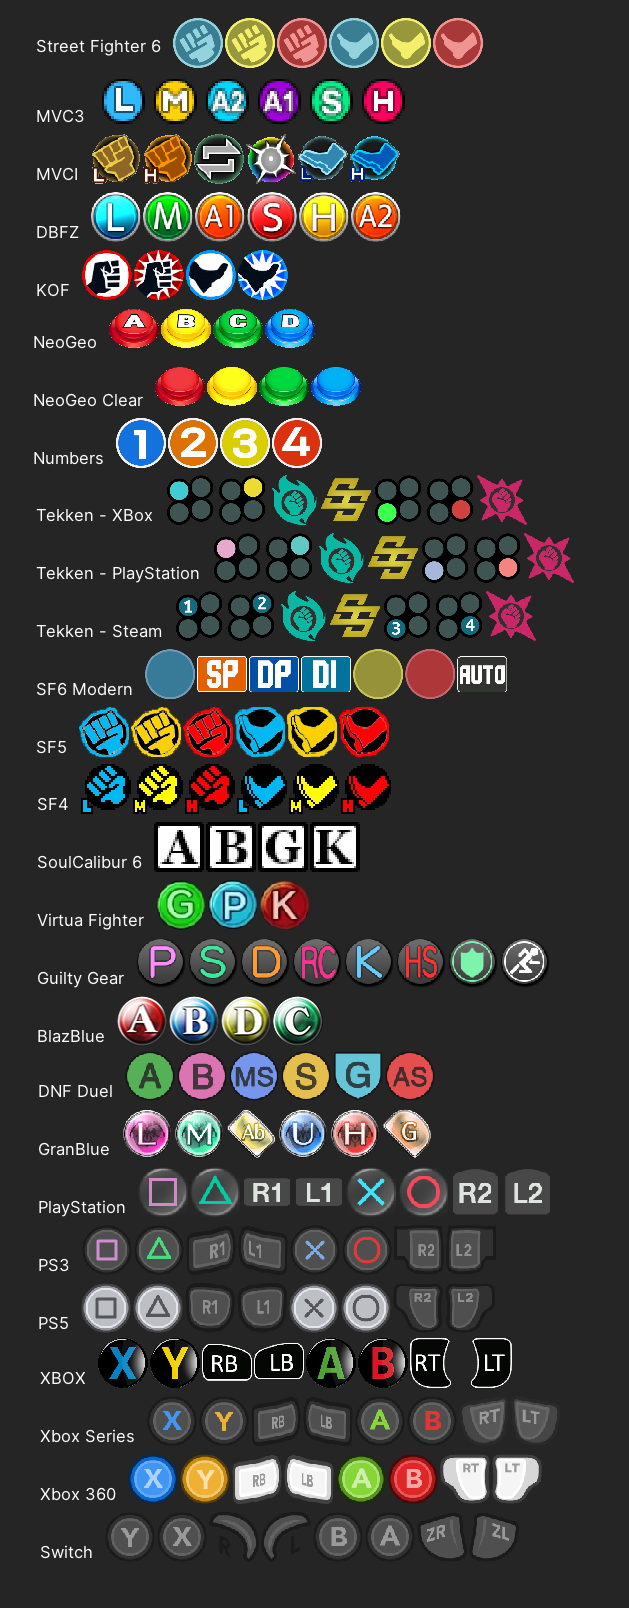 Street Fighter 6
MVC3 L M A2 A1 S H
MVCI L H L H
DBFZ L M A1 S H A2
KOF
NeoGeo A B C D
NeoGeo Clear
Numbers 1 2 3 4
Tekken - XBox
Tekken - PlayStation
Tekken - Steam 1 2 3 4
SF6 Modern SP DP DI AUTO
SF5
SF4 L M H L M H
SoulCalibur 6 A B G K
Virtua Fighter G P K
Guilty Gear P S D RC K HS
BlazBlue A B D C
DNF Duel A B MS S G AS
GranBlue L M Ab U H G
PlayStation R1 L1 R2 L2
PS3 R1 L1 R2 L2
PS5 R1 L1 R2 L2
XBOX X Y RB LB A B RT LT
Xbox Series X Y RB LB A B RT LT
Xbox 360 X Y RB LB A B RT LT
Switch Y X R L B A ZR ZL